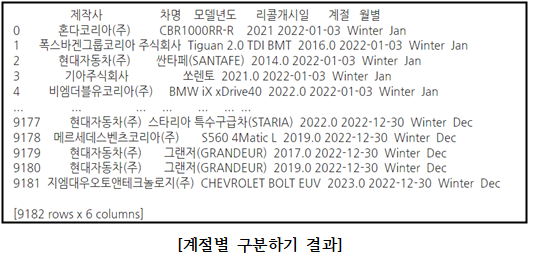 제작사 차명 모델년도 리콜개시일 계절 월별
0 혼다코리아(주) CBR1000RR-R 2021 2022-01-03 Winter Jan
1 폭스바겐그룹코리아 주식회사 Tiguan 2.0 TDI BMT 2016.0 2022-01-03 Winter Jan
2 현대자동차(주) 싼타페(SANTAFE) 2014.0 2022-01-03 Winter Jan
3 기아주식회사 쏘렌토 2021.0 2022-01-03 Winter Jan
4 비엠더블유코리아(주) BMW iX xDrive40 2022.0 2022-01-03 Winter Jan
... ... ... ... ... ... ...
9177 현대자동차(주) 스타리아 특수구급차(STARIA) 2022.0 2022-12-30 Winter Dec
9178 메르세데스벤츠코리아(주) S560 4Matic L 2019.0 2022-12-30 Winter Dec
9179 현대자동차(주) 그랜저(GRANDEUR) 2017.0 2022-12-30 Winter Dec
9180 현대자동차(주) 그랜저(GRANDEUR) 2019.0 2022-12-30 Winter Dec
9181 지엠대우오토앤테크놀로지(주) CHEVROLET BOLT EUV 2023.0 2022-12-30 Winter Dec
[9182 rows x 6 columns]
[계절별 구분하기 결과]